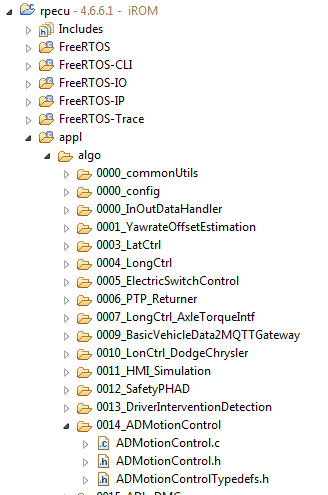 rpecu - 4.6.6.1 - iROM
Includes
FreeRTOS
FreeRTOS-CLI
FreeRTOS-IO
FreeRTOS-IP
FreeRTOS-Trace
appl
algo
0000_commonUtils
0000_config
0000_InOutDataHandler
0001_YawrateOffsetEstimation
0003_LatCtrl
0004_LongCtrl
0005_ElectricSwitchControl
0006_PTP_Returner
0007_LongCtrl_AxleTorqueIntf
0009_BasicVehicleData2MQTTGateway
0010_LonCtrl_DodgeChrysler
0011_HMI_Simulation
0012_SafetyPHAD
0013_DriverInterventionDetection
0014_ADMotionControl
ADMotionControl.c
ADMotionControl.h
ADMotionControlTypedefs.h